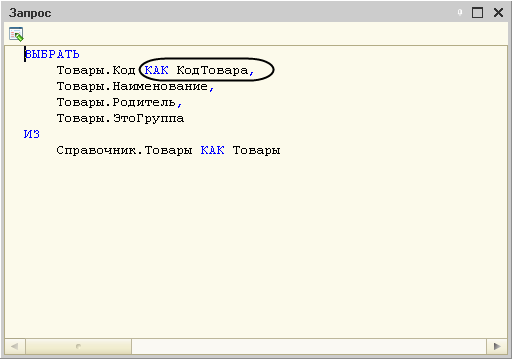 Запрос
ВЫБРАТЬ
Товары.Код КАК КодТовара,
Товары.Наименование,
Товары.Родитель,
Товары.ЭтоГруппа
ИЗ
Справочник.Товары КАК Товары